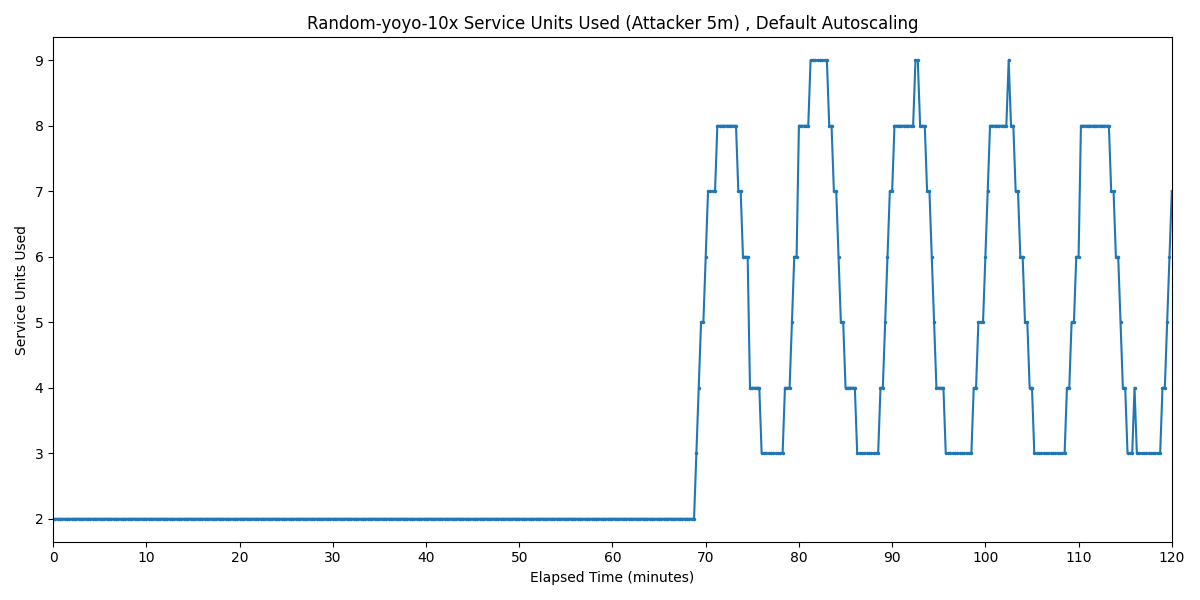 Random-yoyo-10x Service Units Used (Attacker 5m) , Default Autoscaling
9
8
7
6
5
4
3
2
Service Units Used
0 10 20 30 40 50 60 70 80 90 100 110 120
Elapsed Time (minutes)